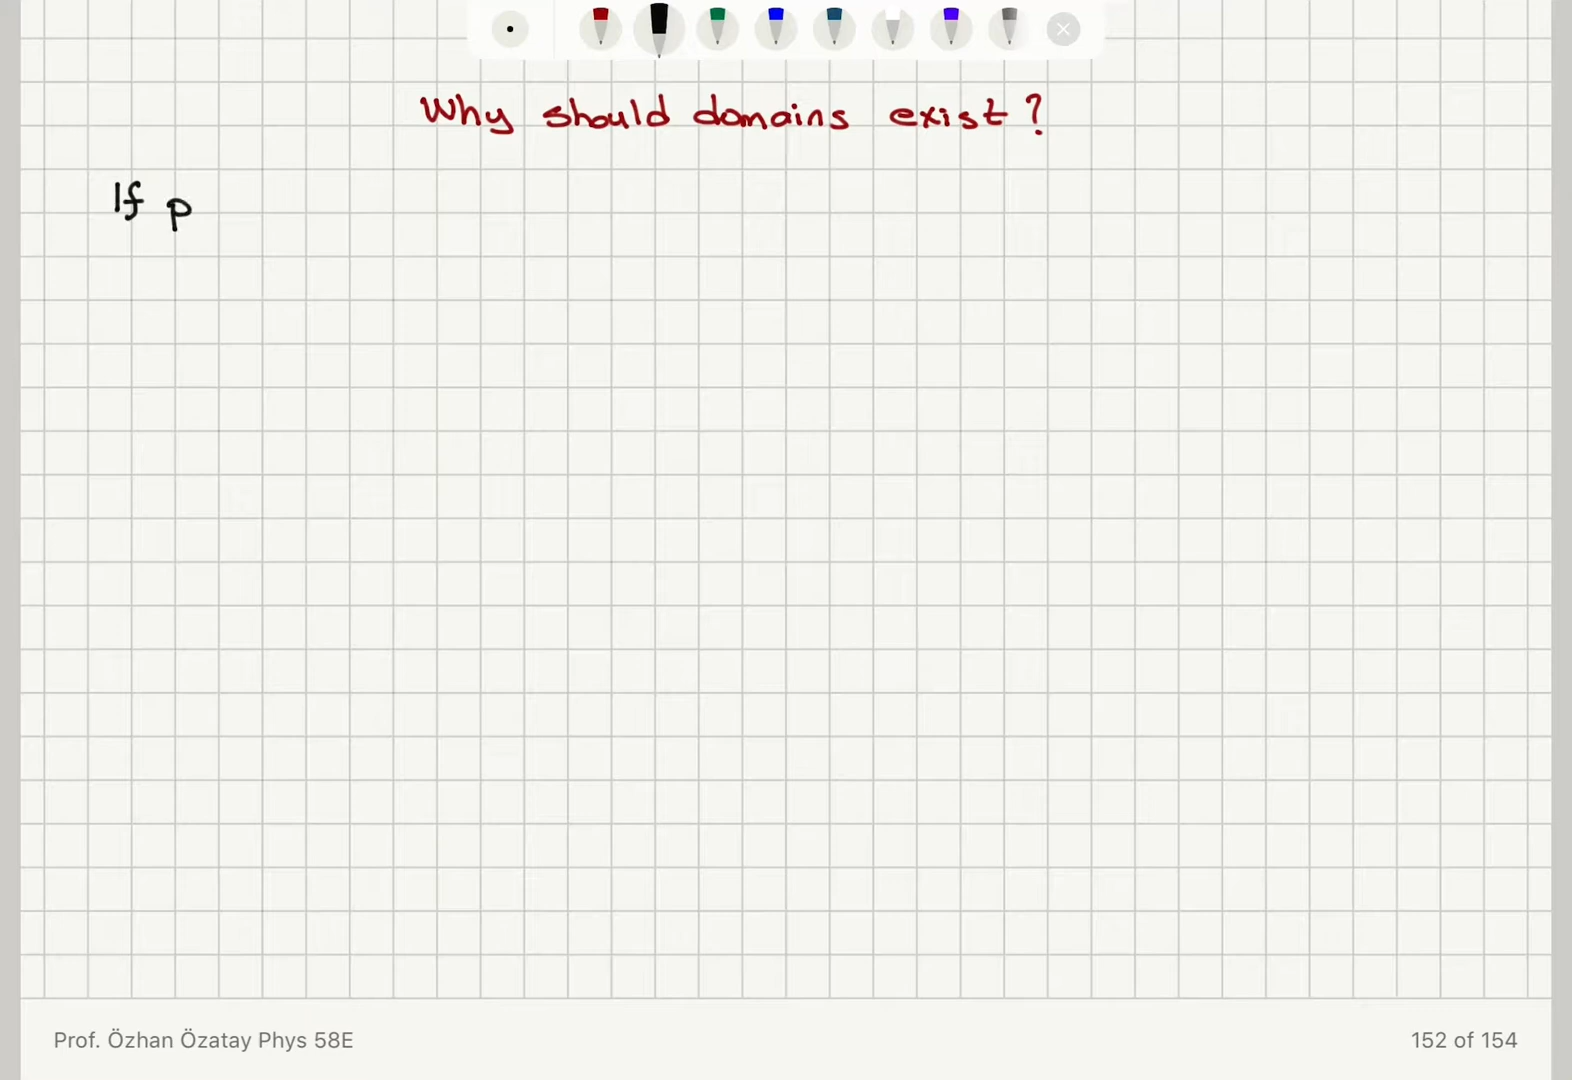 Why should domains exist?
If p
Prof. Özhan Özatay Phys 58E
152 of 154